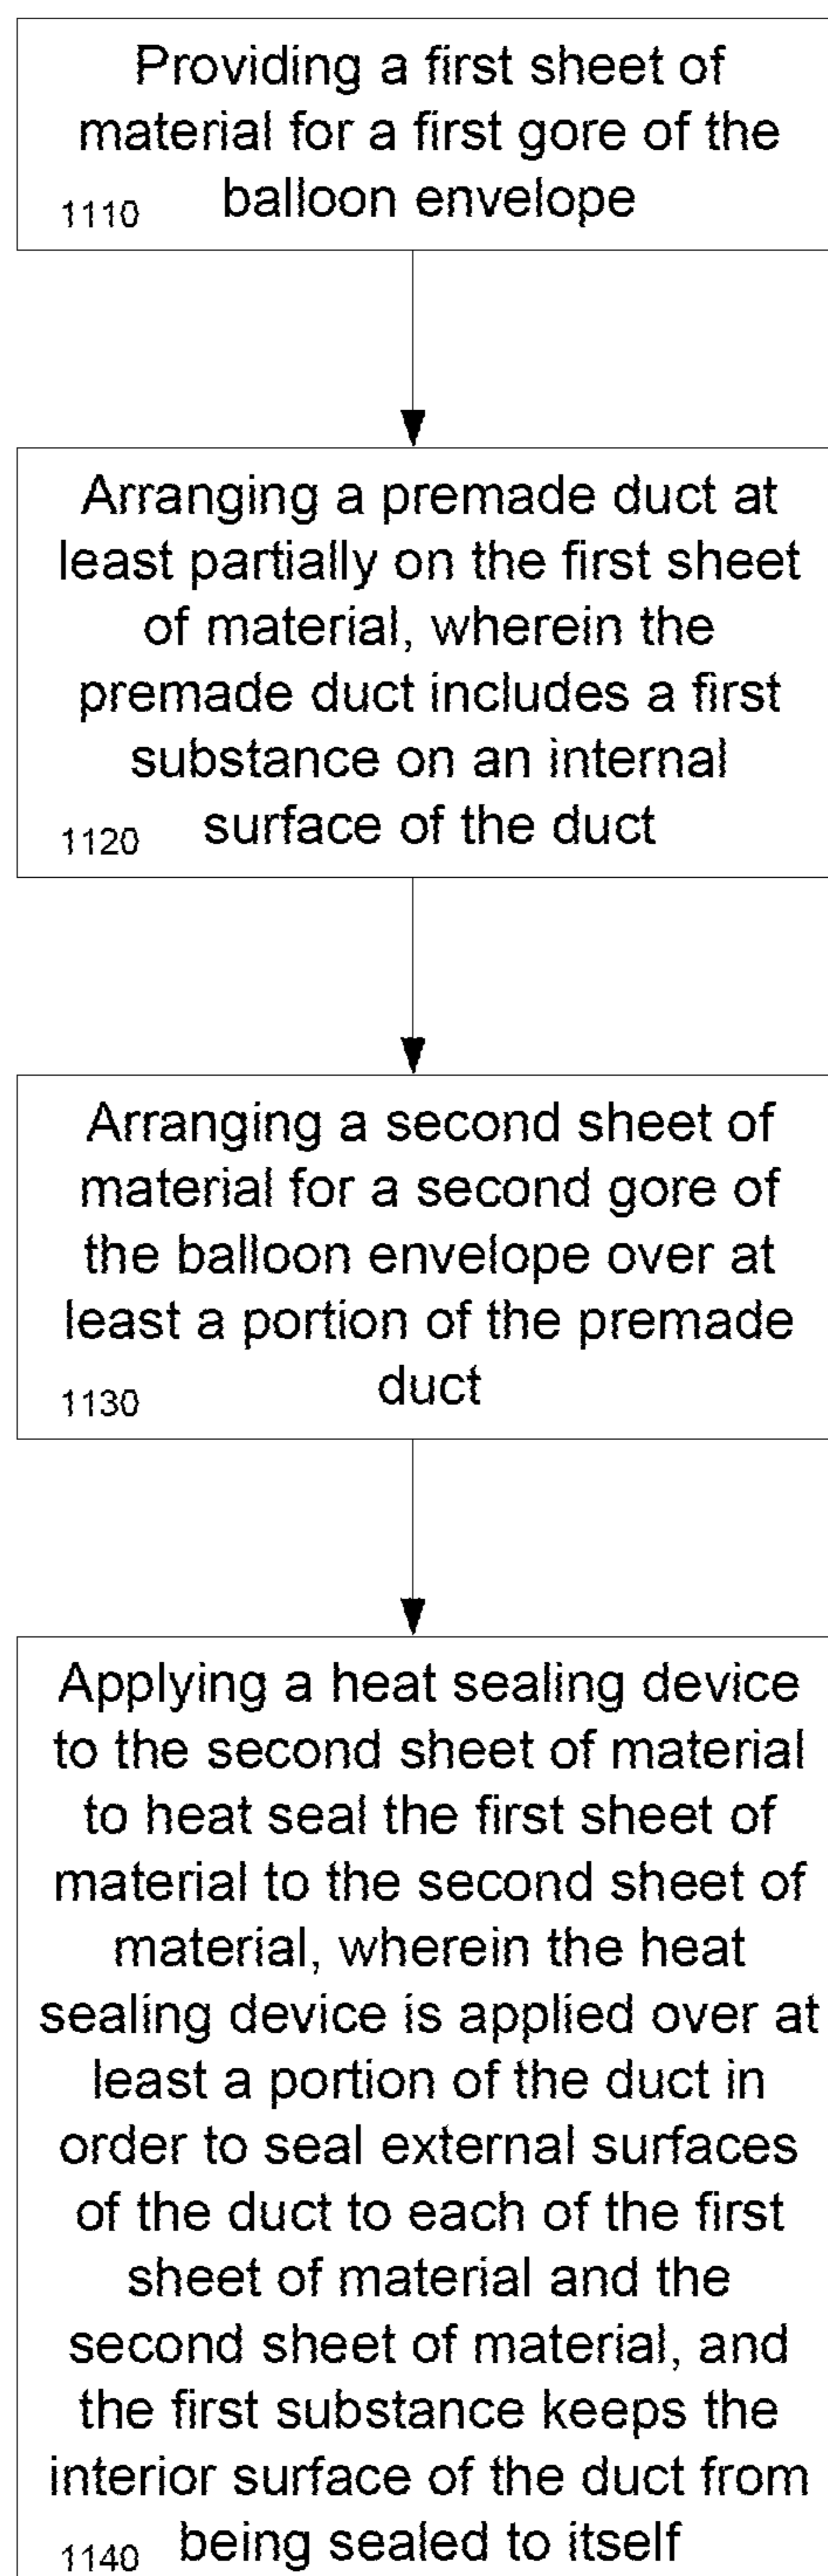 Providing a first sheet of
material for a first gore of the
1110 balloon envelope
Arranging a premade duct at
least partially on the first sheet
of material, wherein the
premade duct includes a first
substance on an internal
1120 surface of the duct
Arranging a second sheet of
material for a second gore of
the balloon envelope over at
least a portion of the premade
1130 duct
Applying a heat sealing device
to the second sheet of material
to heat seal the first sheet of
material to the second sheet of
material, wherein the heat
sealing device is applied over at
least a portion of the duct in
order to seal external surfaces
of the duct to each of the first
sheet of material and the
second sheet of material, and
the first substance keeps the
interior surface of the duct from
1140 being sealed to itself